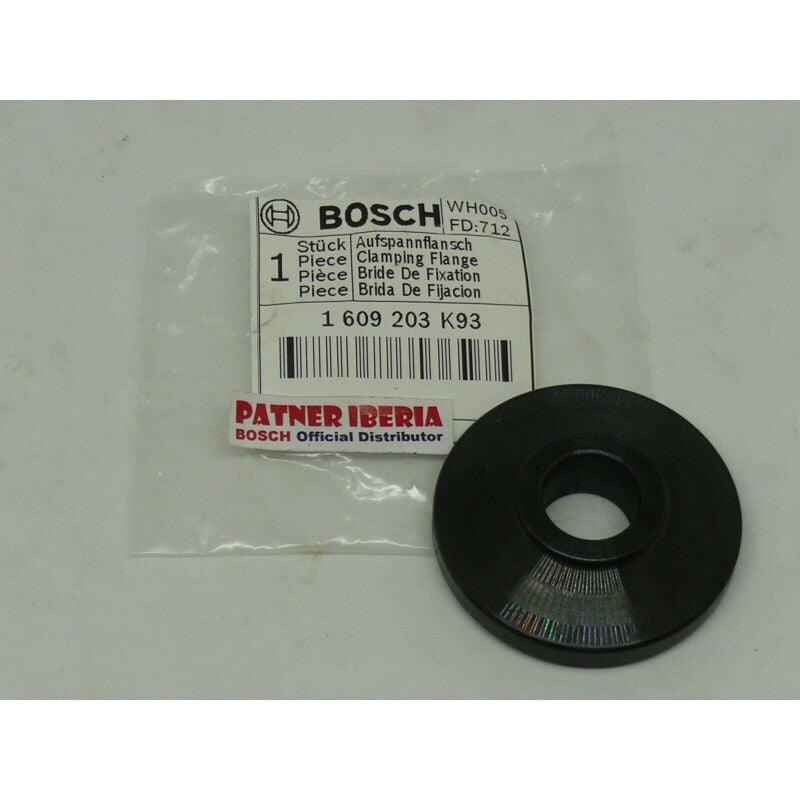 BOSCH
WH005
FD:712
1
Stück Aufspannflansch
Piece Clamping Flange
Pièce Bride De Fixation
Piece Brida De Fijacion
1 609 203 K93
PATNER IBERIA
BOSCH Official Distributor